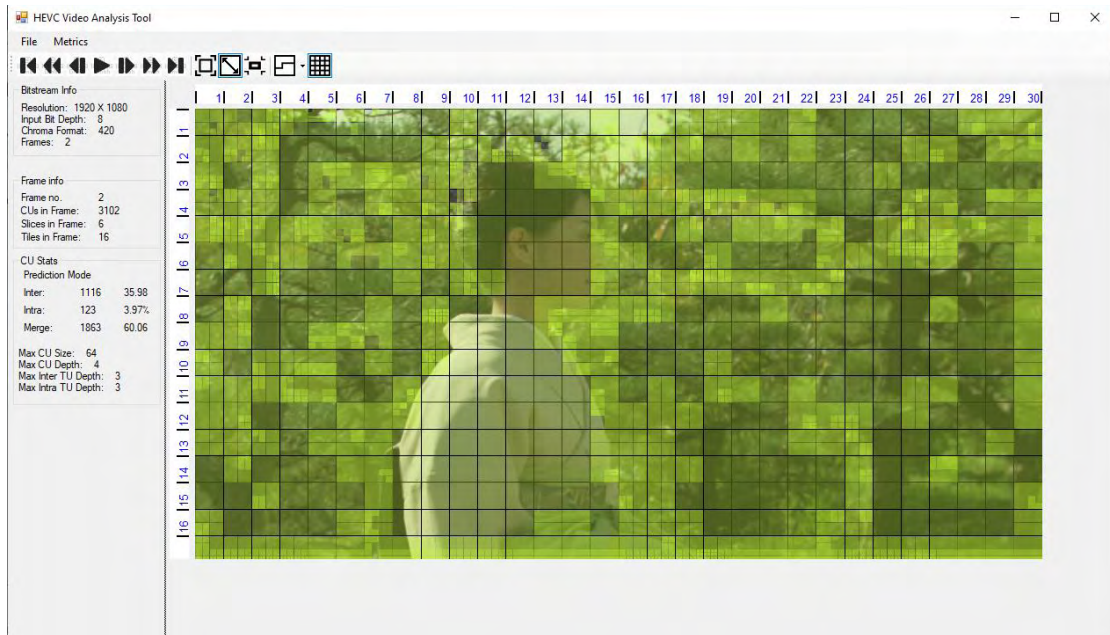 HEVC Video Analysis Tool
File Metrics
Bitstream Info
Resolution: 1920 X 1080
Input Bit Depth: 8
Chroma Format: 420
Frames: 2
Frame info
Frame no. 2
CUs in Frame: 3102
Slices in Frame: 6
Tiles in Frame: 16
CU Stats
Prediction Mode
Inter: 1116 35.98
Intra: 123 3.97%
Merge: 1863 60.06
Max CU Size: 64
Max CU Depth: 4
Max Inter TU Depth: 3
Max Intra TU Depth: 3
1 2 3 4 5 6 7 8 9 10 11 12 13 14 15 16 17 18 19 20 21 22 23 24 25 26 27 28 29 30
1
2
3
4
5
6
7
8
9
10
11
12
13
14
15
16